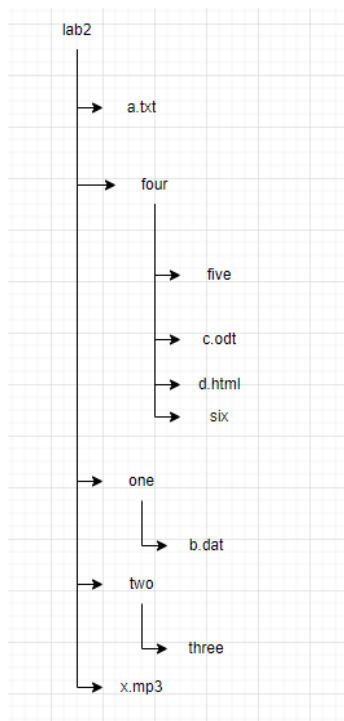 lab2
a.txt
four
five
c.odt
d.html
six
one
b.dat
two
three
x.mp3